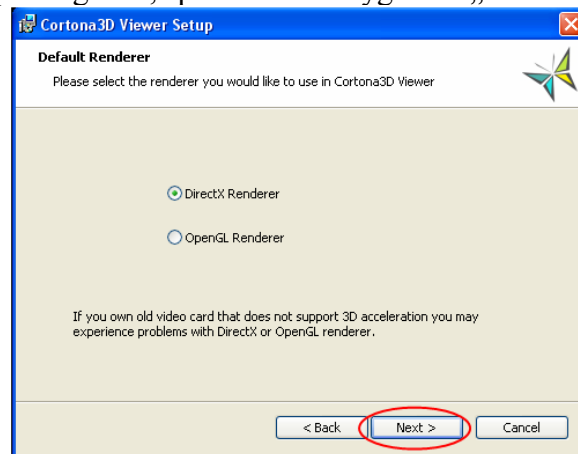 Cortona3D Viewer Setup
Default Renderer
Please select the renderer you would like to use in Cortona3D Viewer
DirectX Renderer
OpenGL Renderer
If you own old video card that does not support 3D acceleration you may
experience problems with DirectX or OpenGL renderer.
< Back Next > Cancel